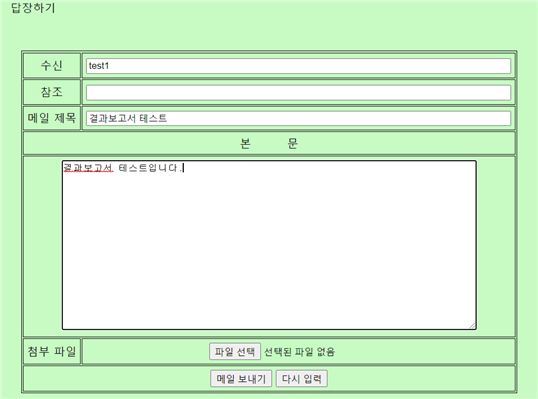 답장하기
수신 test1
참조
메일 제목 결과보고서 테스트
본 문
결과보고서 테스트입니다.
첨부 파일 파일 선택 선택된 파일 없음
메일 보내기 다시 입력